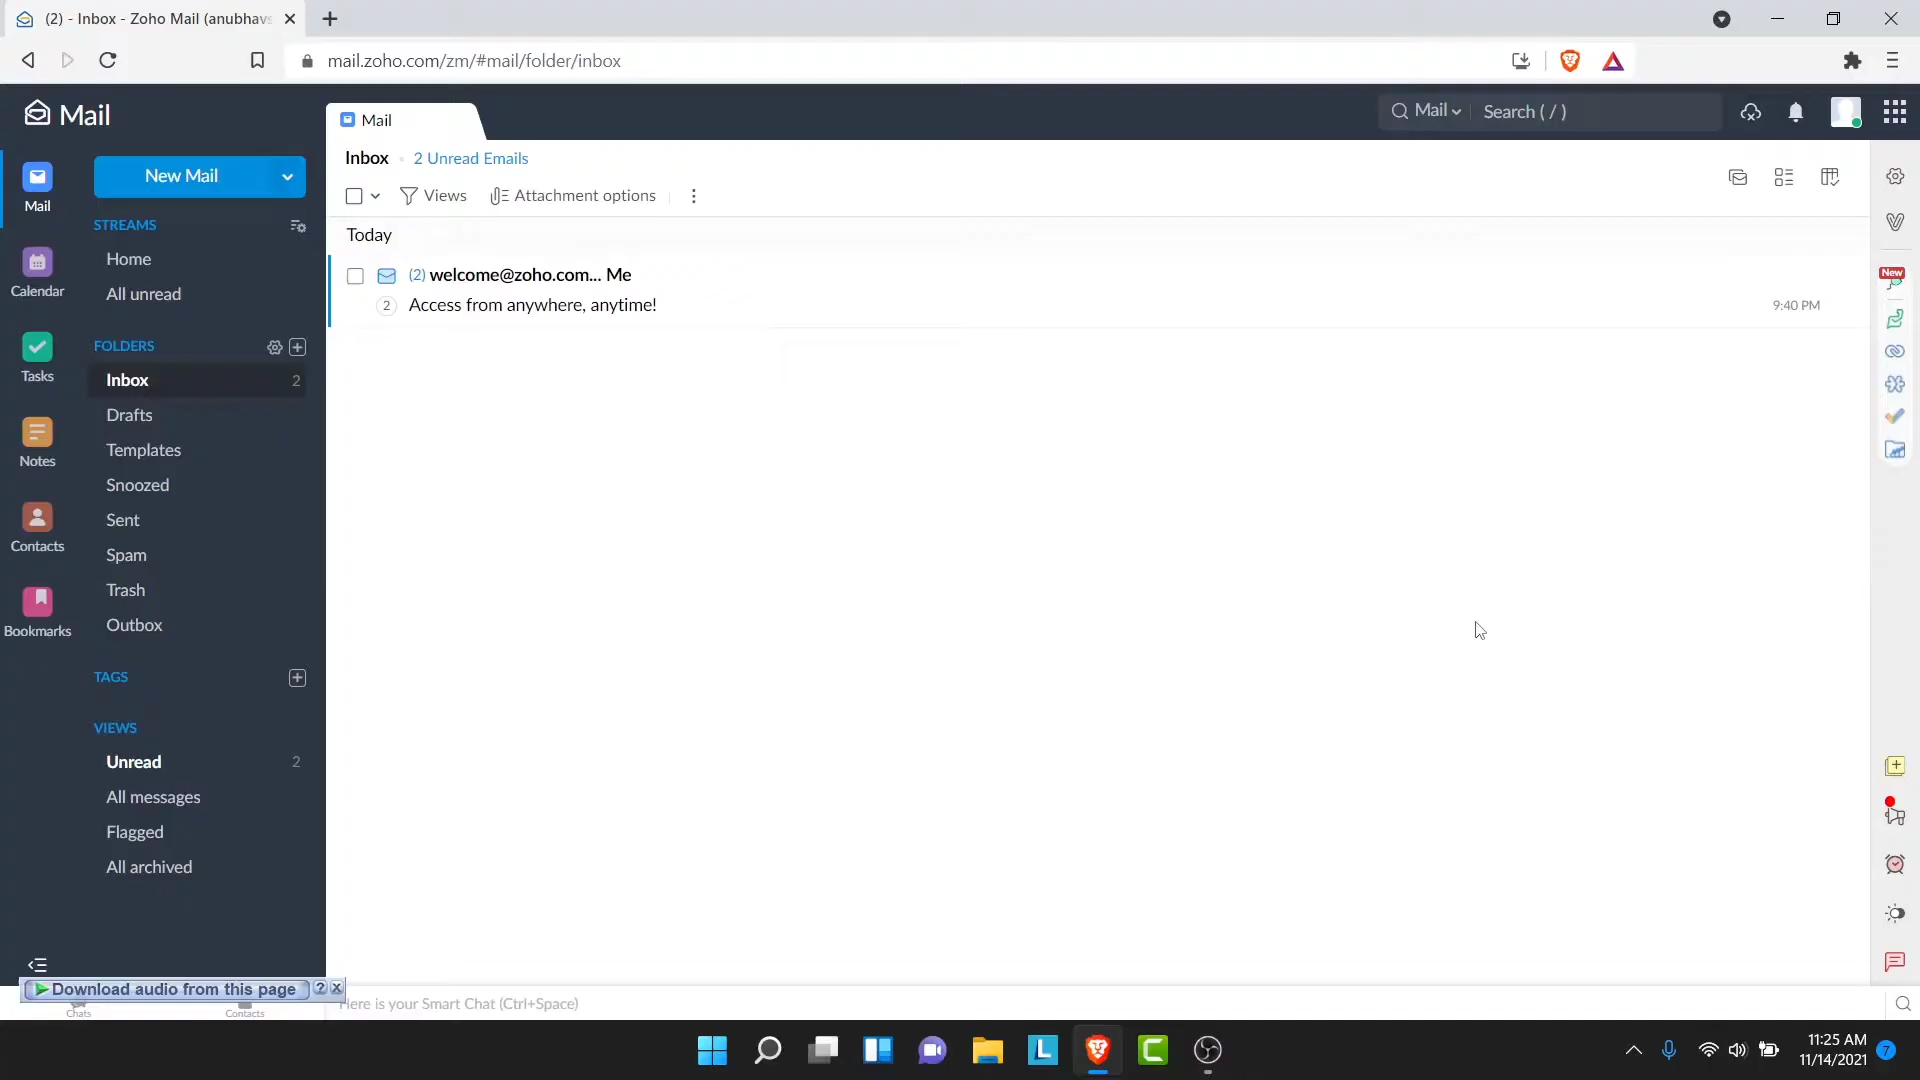 (2) - Inbox - Zoho Mail (anubhavs
mail.zoho.com/zm/#mail/folder/inbox
Mail
Mail
Mail
Search ( / )
Inbox
2 Unread Emails
New Mail
Mail
Views
Attachment options
STREAMS
Today
Home
(2) welcome@zoho.com... Me
New
Calendar
All unread
2
Access from anywhere, anytime!
9:40 PM
FOLDERS
Tasks
Inbox
2
Drafts
Templates
Notes
Snoozed
Sent
Contacts
Spam
Trash
Bookmarks
Outbox
TAGS
VIEWS
Unread
2
All messages
Flagged
All archived
Download audio from this page
?
Here is your Smart Chat (Ctrl+Space)
Chats
Contacts
L
C
11:25 AM
11/14/2021
7